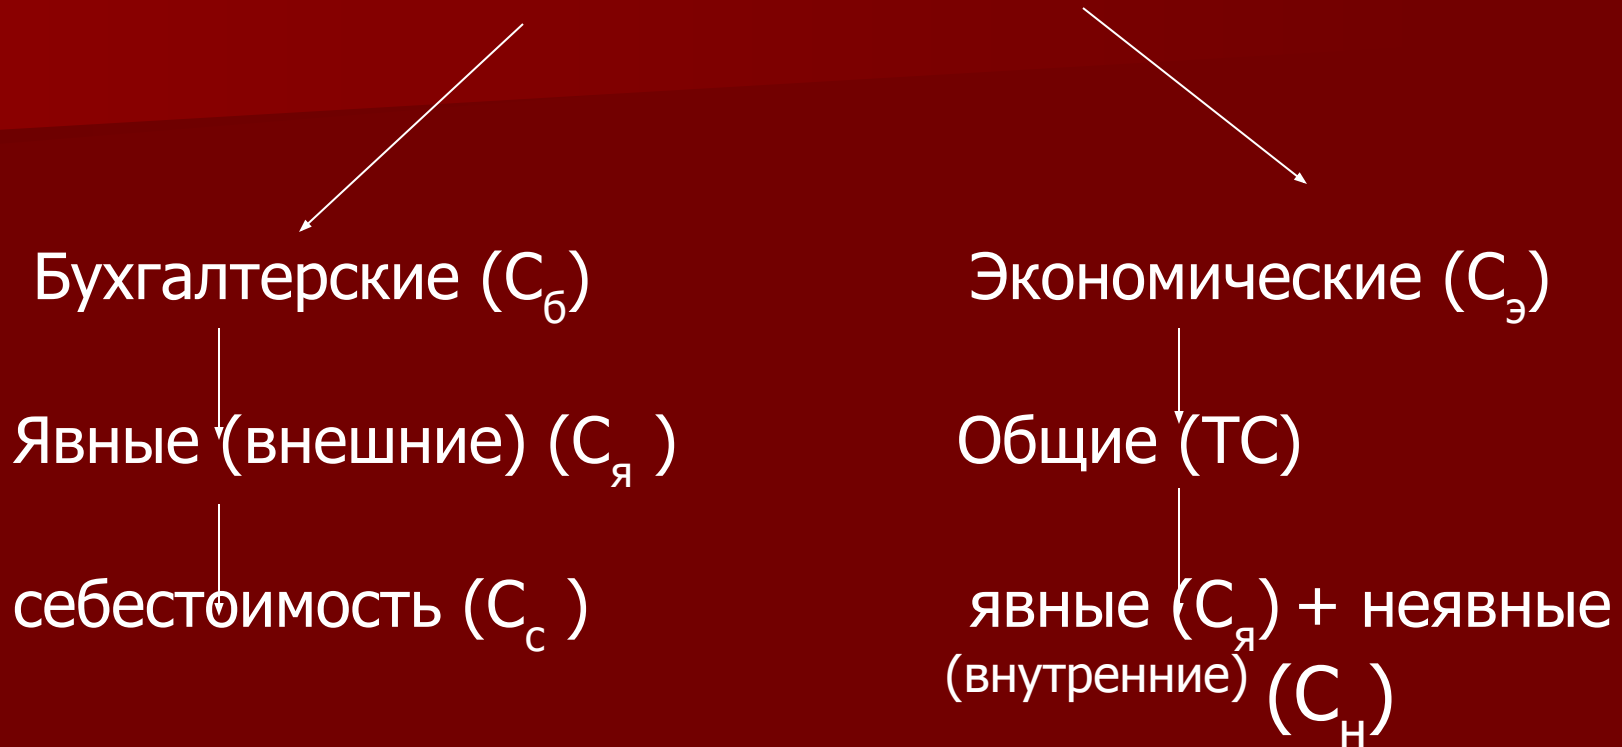 Бухгалтерские (Сб) Экономические (Сэ)
Явные (внешние) (Ся ) Общие (ТС)
себестоимость (Сс ) явные (Ся) + неявные
(внутренние) (Сн)